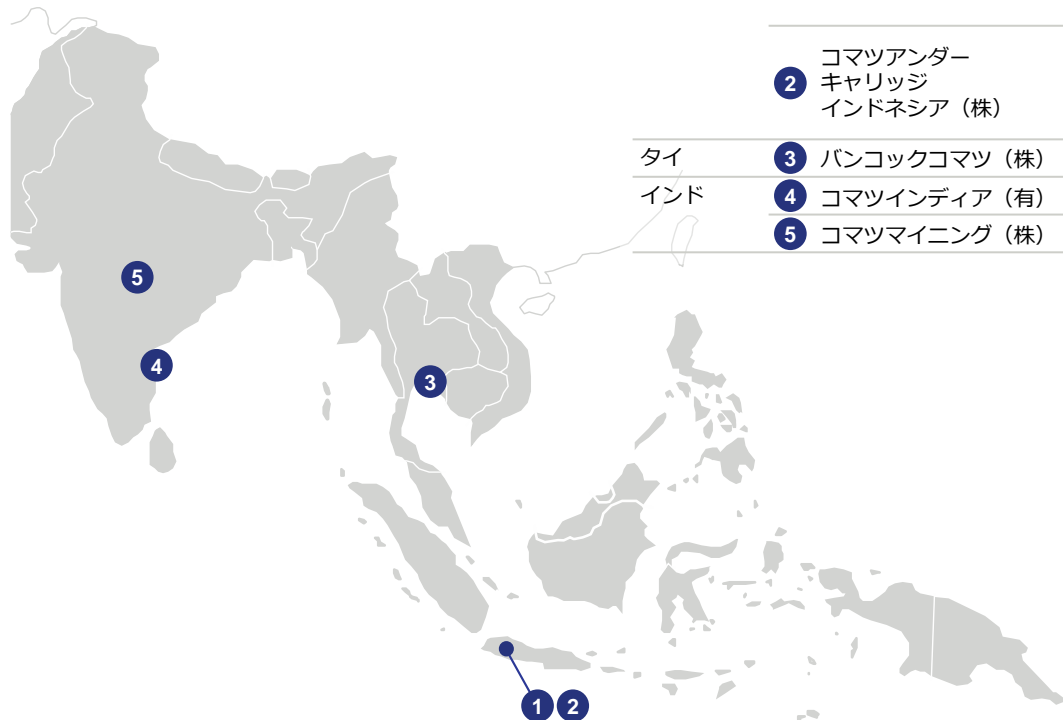 コマツアンダー
2 キャリッジ
インドネシア（株）
タイ 3 バンコックコマツ（株）
インド 4 コマツインディア（有）
5 コマツマイニング（株）
5
4
3
1 2